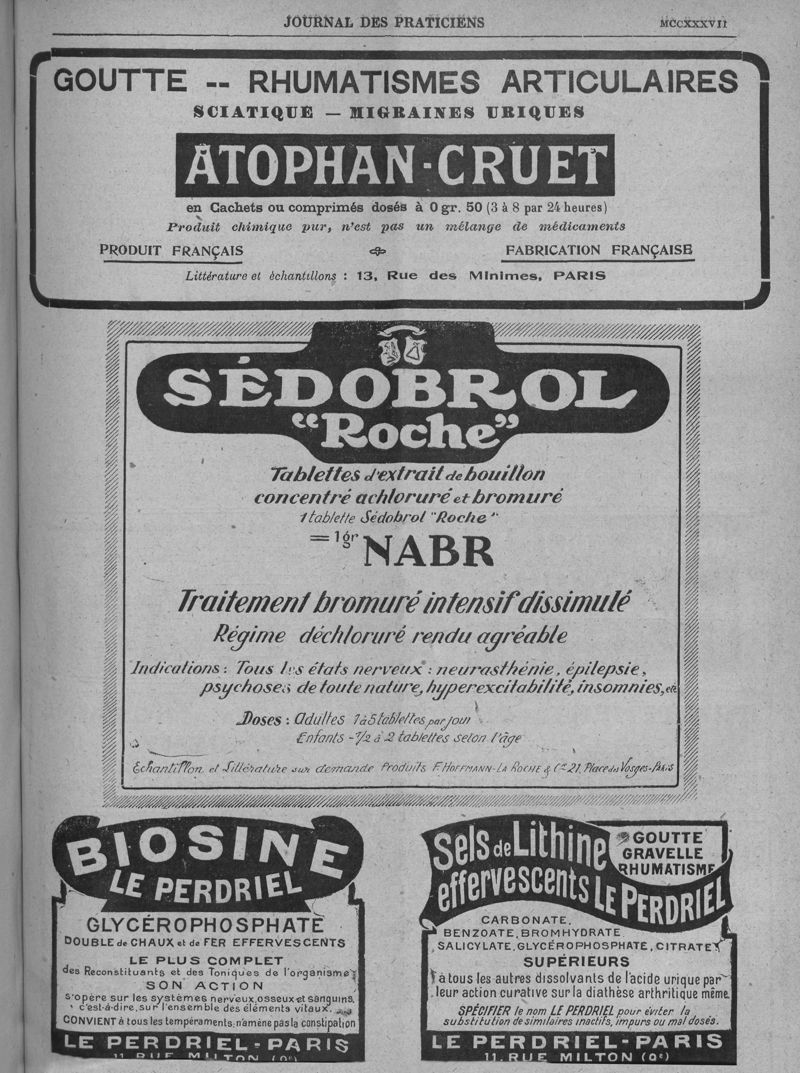 JOURNAL DES PRATICIENS MCCXXXVII
GOUTTE -- RHUMATISMES ARTICULAIRES
SCIATIQUE — MIGRAINES URIQUES
ATOPHAN-CRUET
en Cachets ou comprimés dosés à 0 gr. 50 (3 à 8 par 24 heures)
Produit chimique pur, n'est pas un mélange de médicaments
PRODUIT FRANÇAIS FABRICATION FRANÇAISE
Littérature et échantillons : 13, Rue des Minimes, PARIS
SÉDOBROL
"Roche"
Tablettes d'extrait de bouillon
concentré achloruré et bromuré
1 tablette Sédobrol "Roche"
=1gr NABR
Traitement bromuré intensif dissimulé
Régime déchloruré rendu agréable
Indications : Tous les états nerveux : neurasthénie, épilepsie,
psychoses de toute nature, hyperexcitabilité, insomnies, etc
Doses : Adultes 1 à 5 tablettes par jour
Enfants - 1/2 à 2 tablettes selon l'âge
Echantillon et Littérature sur demande Produits F. HOFFMANN-LA ROCHE & Cie 21, Place des Vosges-PARIS
BIOSINE
LE PERDRIEL
GLYCÉROPHOSPHATE
DOUBLE de CHAUX et de FER EFFERVESCENTS
LE PLUS COMPLET
des Reconstituants et des Toniques de l'organisme
SON ACTION
s'opère sur les systèmes nerveux, osseux et sanguins,
c'est-à-dire, sur l'ensemble des éléments vitaux.
CONVIENT à tous les tempéraments; n'amène pas la constipation
LE PERDRIEL-PARIS
11 RUE MILTON (9e)
Sels de Lithine
effervescents LE PERDRIEL
GOUTTE
GRAVELLE
RHUMATISME
CARBONATE,
BENZOATE, BROMHYDRATE
SALICYLATE, GLYCÉROPHOSPHATE, CITRATE
SUPÉRIEURS
à tous les autres dissolvants de l'acide urique par
leur action curative sur la diathèse arthritique même.
SPÉCIFIER le nom LE PERDRIEL pour éviter la
substitution de similaires inactifs, impurs ou mal dosés.
LE PERDRIEL-PARIS
11. RUE MILTON (9e)